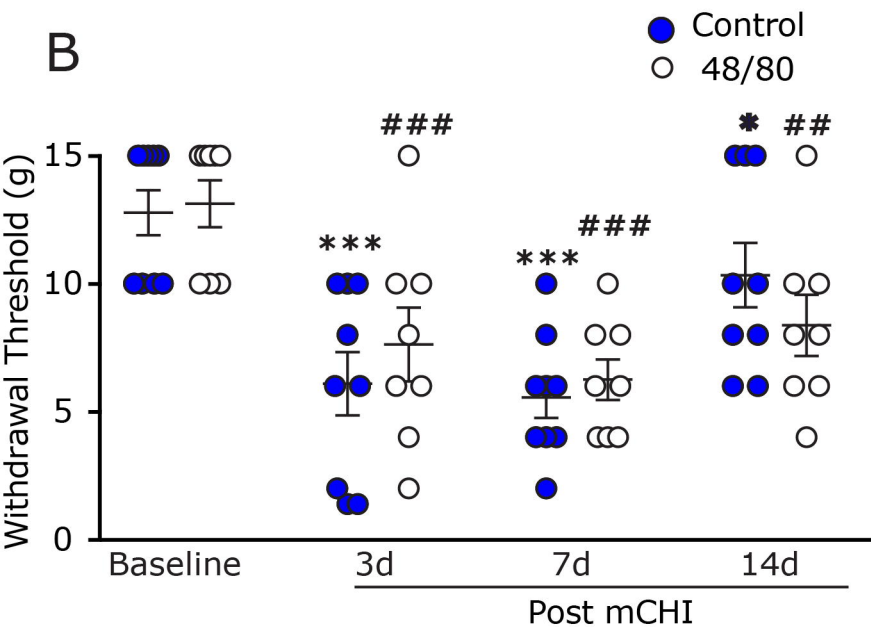 B
Control
48/80
Withdrawal Threshold (g)
15
10
5
0
###
***
***
###
*
##
Baseline
3d
7d
14d
Post mCHI